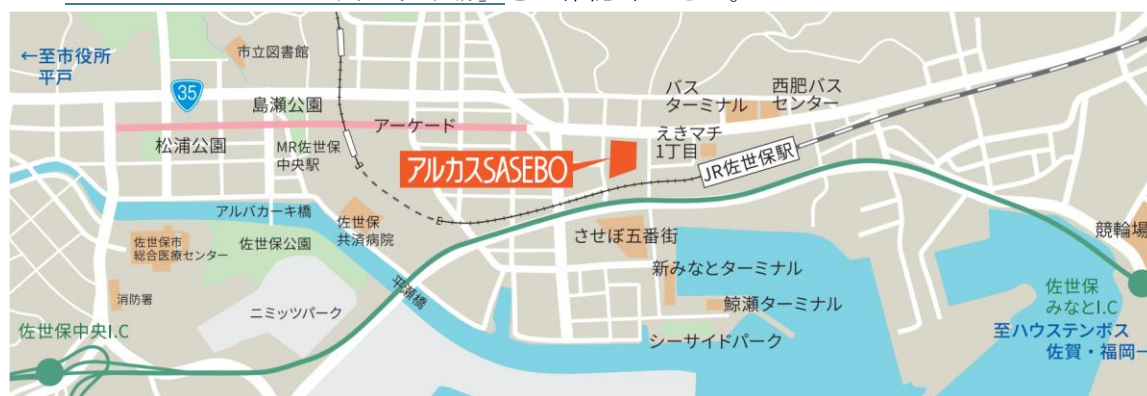 ←至市役所
平戸
市立図書館
35
島瀬公園
アーケード
松浦公園
MR佐世保
中央駅
アルカスSASEBO
バス
ターミナル
西肥バス
センター
えきマチ
1丁目
JR佐世保駅
アルバカーキ橋
佐世保
共済病院
佐世保市
総合医療センター
佐世保公園
消防署
ニミッツパーク
平瀬橋
佐世保中央I.C
させぼ五番街
新みなとターミナル
鯨瀬ターミナル
シーサイドパーク
競輪場
佐世保
みなとI.C
至ハウステンボス
佐賀・福岡